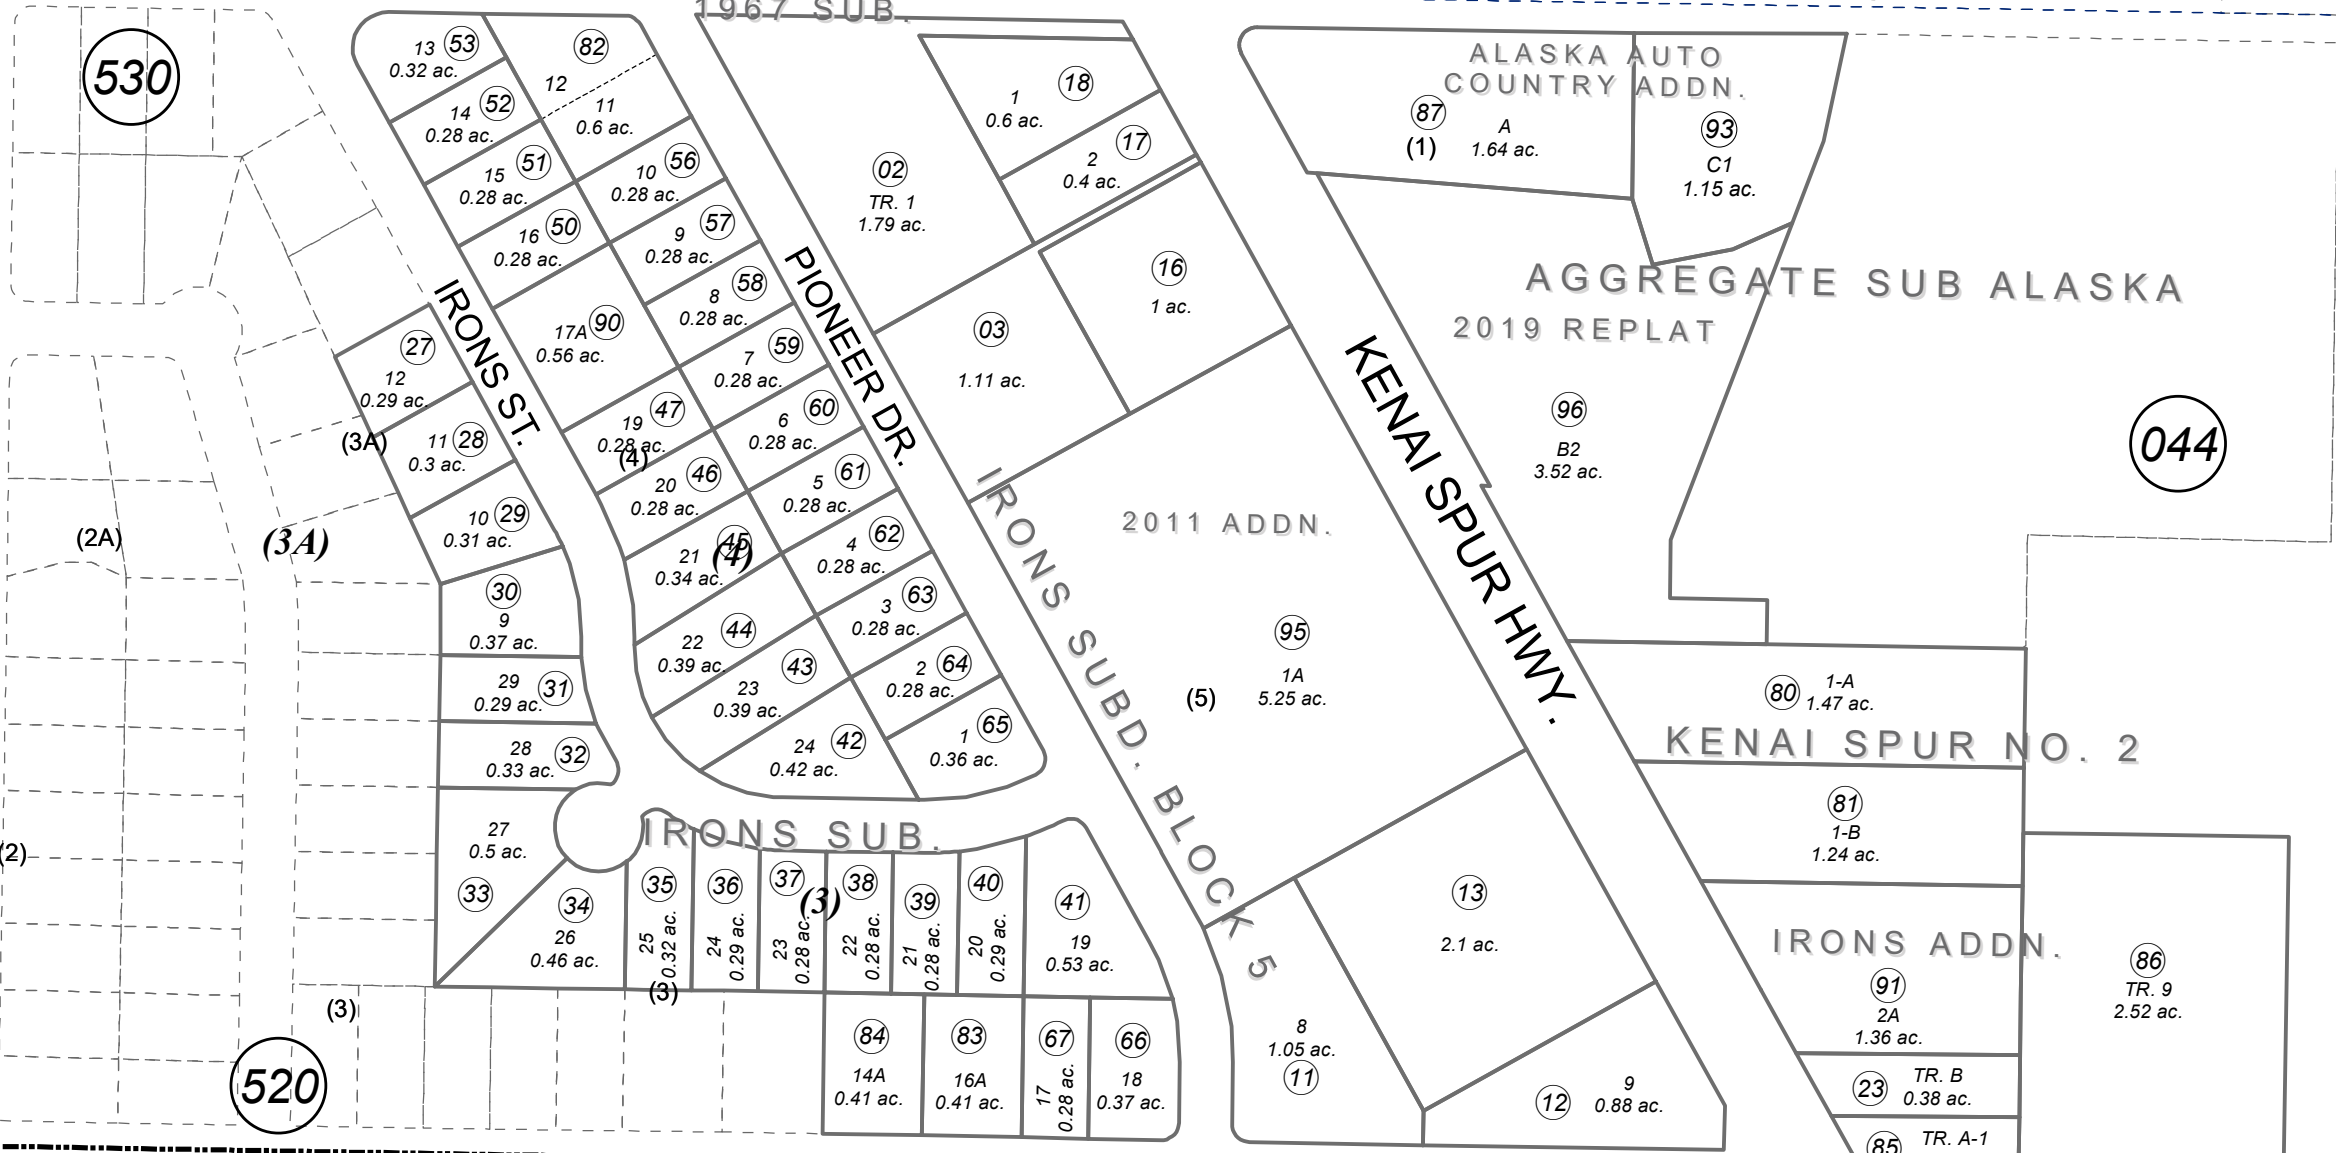 1967 SUB.
530
13
53
0.32 ac.
82
12
11
0.6 ac.
14
52
0.28 ac.
15
51
0.28 ac.
10
56
0.28 ac.
16
50
0.28 ac.
9
57
0.28 ac.
8
58
0.28 ac.
17A
90
0.56 ac.
7
59
0.28 ac.
19
47
0.28 ac.
(4)
6
60
0.28 ac.
20
46
0.28 ac.
5
61
0.28 ac.
21
45
0.34 ac.
(4)
4
62
0.28 ac.
22
44
0.39 ac.
3
63
0.28 ac.
23
43
0.39 ac.
2
64
0.28 ac.
24
42
0.42 ac.
1
65
0.36 ac.
IRONS ST.
PIONEER DR.
27
12
0.29 ac.
(3A)
11
28
0.3 ac.
10
29
0.31 ac.
(2A)
(3A)
30
9
0.37 ac.
29
31
0.29 ac.
28
32
0.33 ac.
27
0.5 ac.
33
(2)
34
26
0.46 ac.
IRONS SUB.
35
25
0.32 ac.
36
24
0.29 ac.
37
23
0.28 ac.
(3)
38
22
0.28 ac.
39
21
0.28 ac.
40
20
0.29 ac.
41
19
0.53 ac.
(3)
(3)
520
84
14A
0.41 ac.
83
16A
0.41 ac.
67
17
0.28 ac.
66
18
0.37 ac.
02
TR. 1
1.79 ac.
1
18
0.6 ac.
2
17
0.4 ac.
16
1 ac.
03
1.11 ac.
2011 ADDN.
IRONS SUBD. BLOCK 5
95
1A
5.25 ac.
(5)
13
2.1 ac.
8
1.05 ac.
11
12
9
0.88 ac.
KENAI SPUR HWY.
ALASKA AUTO
COUNTRY ADDN.
87
(1)
A
1.64 ac.
93
C1
1.15 ac.
AGGREGATE SUB ALASKA
2019 REPLAT
96
B2
3.52 ac.
044
80
1-A
1.47 ac.
KENAI SPUR NO. 2
81
1-B
1.24 ac.
IRONS ADDN.
91
2A
1.36 ac.
86
TR. 9
2.52 ac.
23
TR. B
0.38 ac.
85
TR. A-1